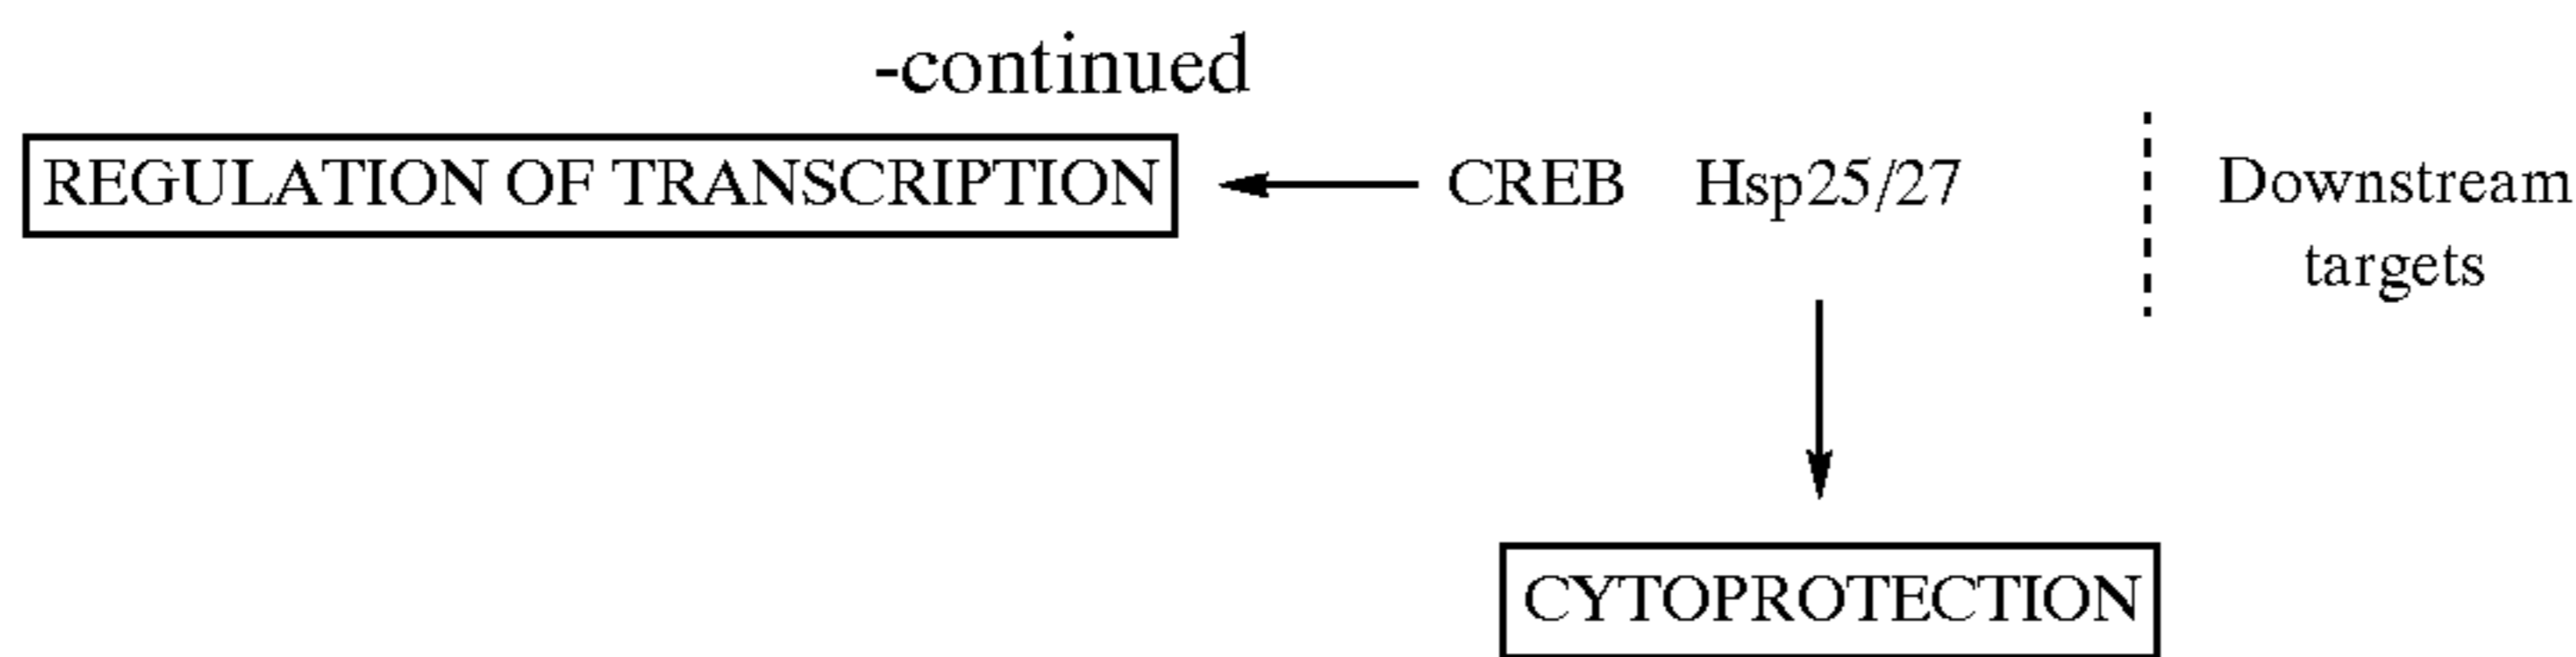 -continued
REGULATION OF TRANSCRIPTION CREB Hsp25/27 Downstream
targets
CYTOPROTECTION